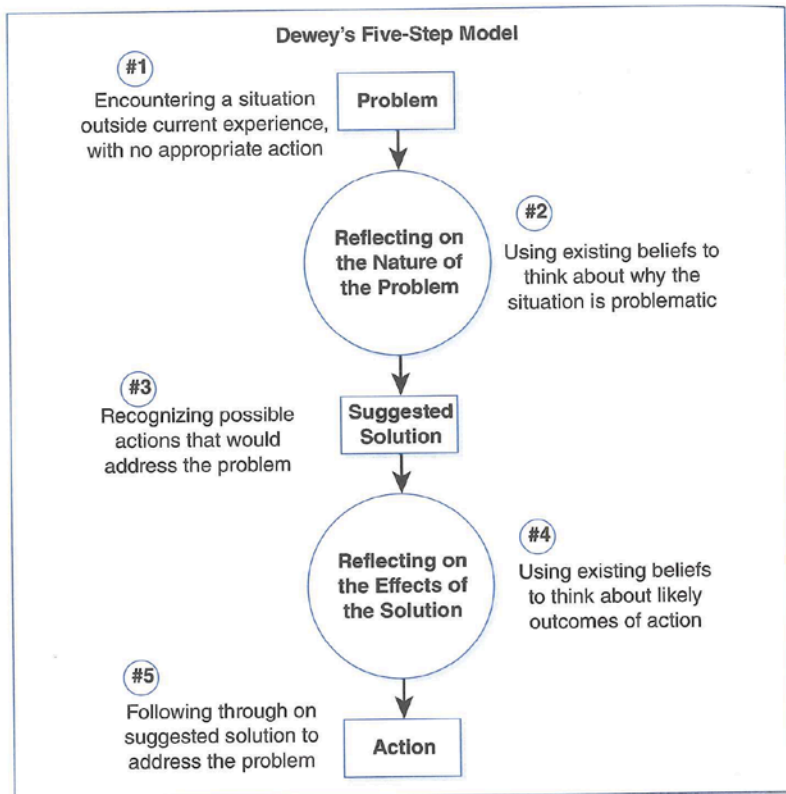 Dewey's Five-Step Model
#1
Encountering a situation
outside current experience,
with no appropriate action
Problem
Reflecting on
the Nature of
the Problem
#2
Using existing beliefs to
think about why the
situation is problematic
#3
Recognizing possible
actions that would
address the problem
Suggested
Solution
Reflecting on
the Effects of
the Solution
#4
Using existing beliefs
to think about likely
outcomes of action
#5
Following through on
suggested solution to
address the problem
Action